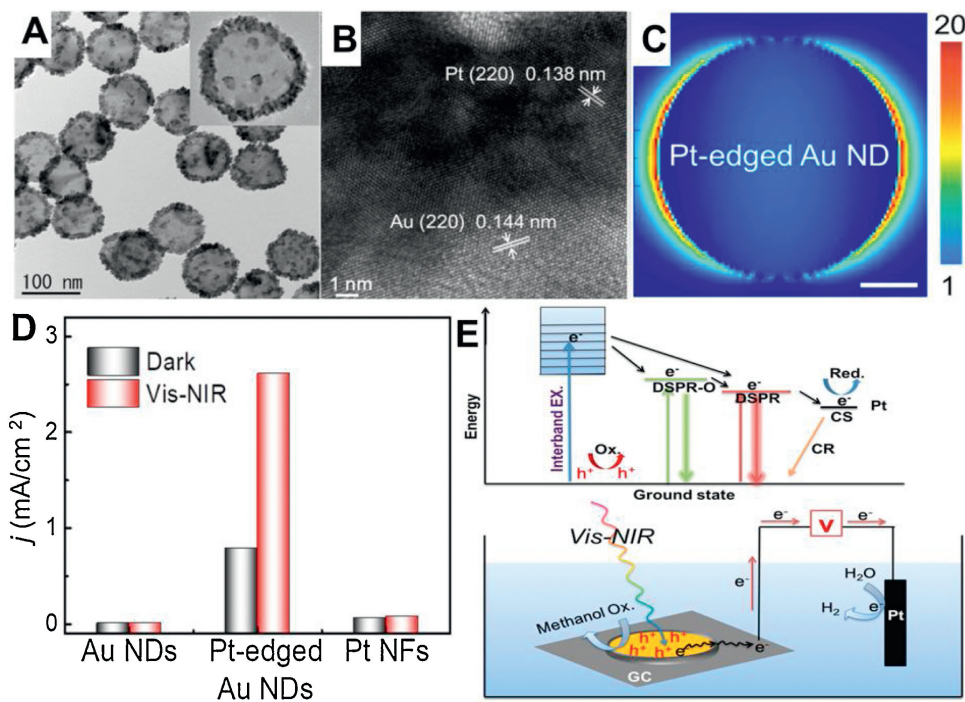 A
100 nm
B
Pt (220) 0.138 nm
Au (220) 0.144 nm
1 nm
C
Pt-edged Au ND
20
1
D
j (mA/cm²)
3
2
1
0
Dark
Vis-NIR
Au NDs
Pt-edged
Au NDs
Pt NFs
E
Energy
Interband EX.
e⁻
e⁻
DSPR-O
e⁻
DSPR
Red.
e⁻
CS
Pt
CR
Ox.
h⁺ h⁺
Ground state
Vis-NIR
Methanol Ox.
h⁺ h⁺
h⁺ h⁺
e⁻
e⁻
GC
e⁻
e⁻
V
e⁻
H₂O
H₂
e⁻
Pt